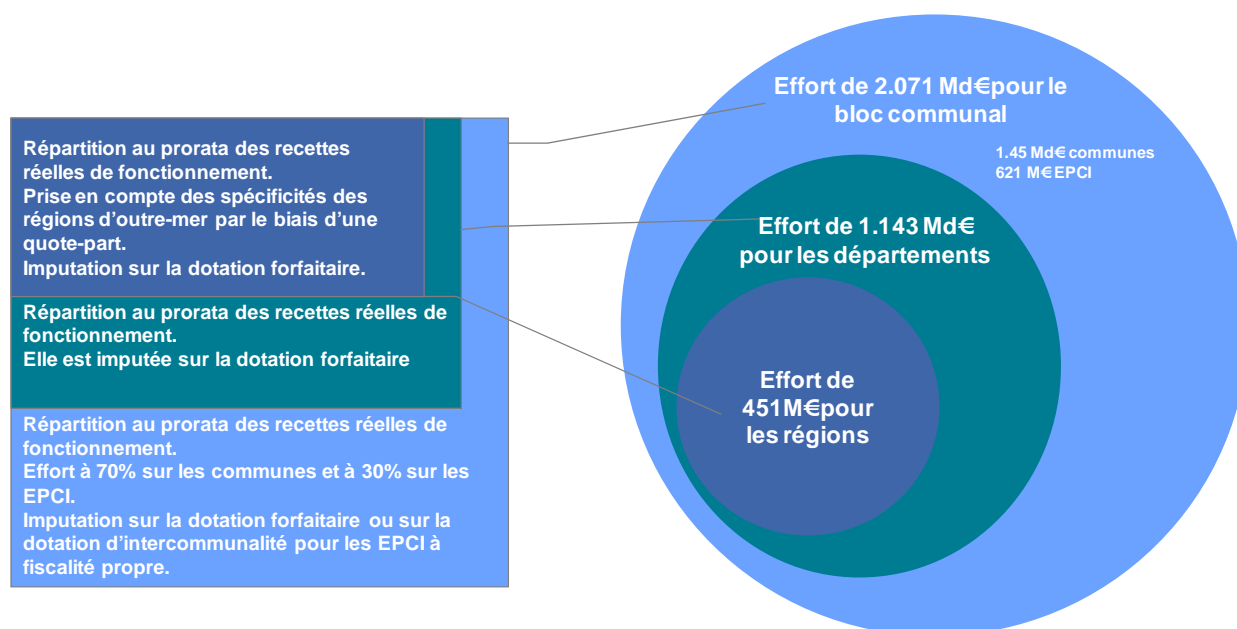 Répartition au prorata des recettes
réelles de fonctionnement.
Prise en compte des spécificités des
régions d'outre-mer par le biais d'une
quote-part.
Imputation sur la dotation forfaitaire.
Répartition au prorata des recettes réelles de
fonctionnement.
Elle est imputée sur la dotation forfaitaire
Répartition au prorata des recettes réelles de
fonctionnement.
Effort à 70% sur les communes et à 30% sur les
EPCI.
Imputation sur la dotation forfaitaire ou sur la
dotation d'intercommunalité pour les EPCI à
fiscalité propre.
Effort de 2.071 Md€pour le
bloc communal
1.45 Md€ communes
621 M€ EPCI
Effort de 1.143 Md€
pour les départements
Effort de
451M€pour
les régions